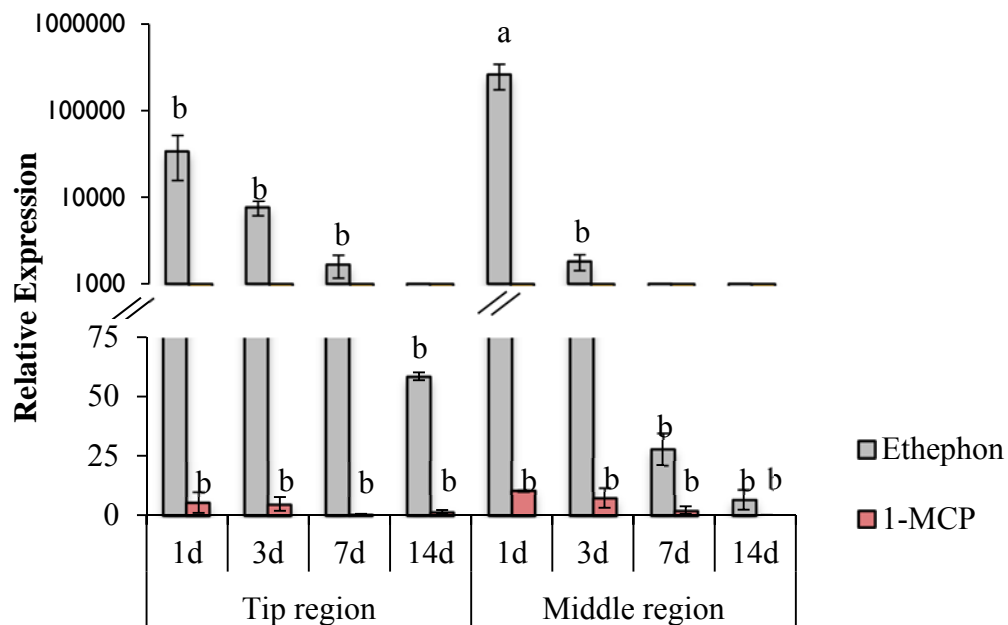 Relative Expression
1000000
100000
10000
1000
75
50
25
0
b
b
b
a
b
b
b b b b b b b b b b
1d 3d 7d 14d 1d 3d 7d 14d
Tip region Middle region
Ethephon
1-MCP